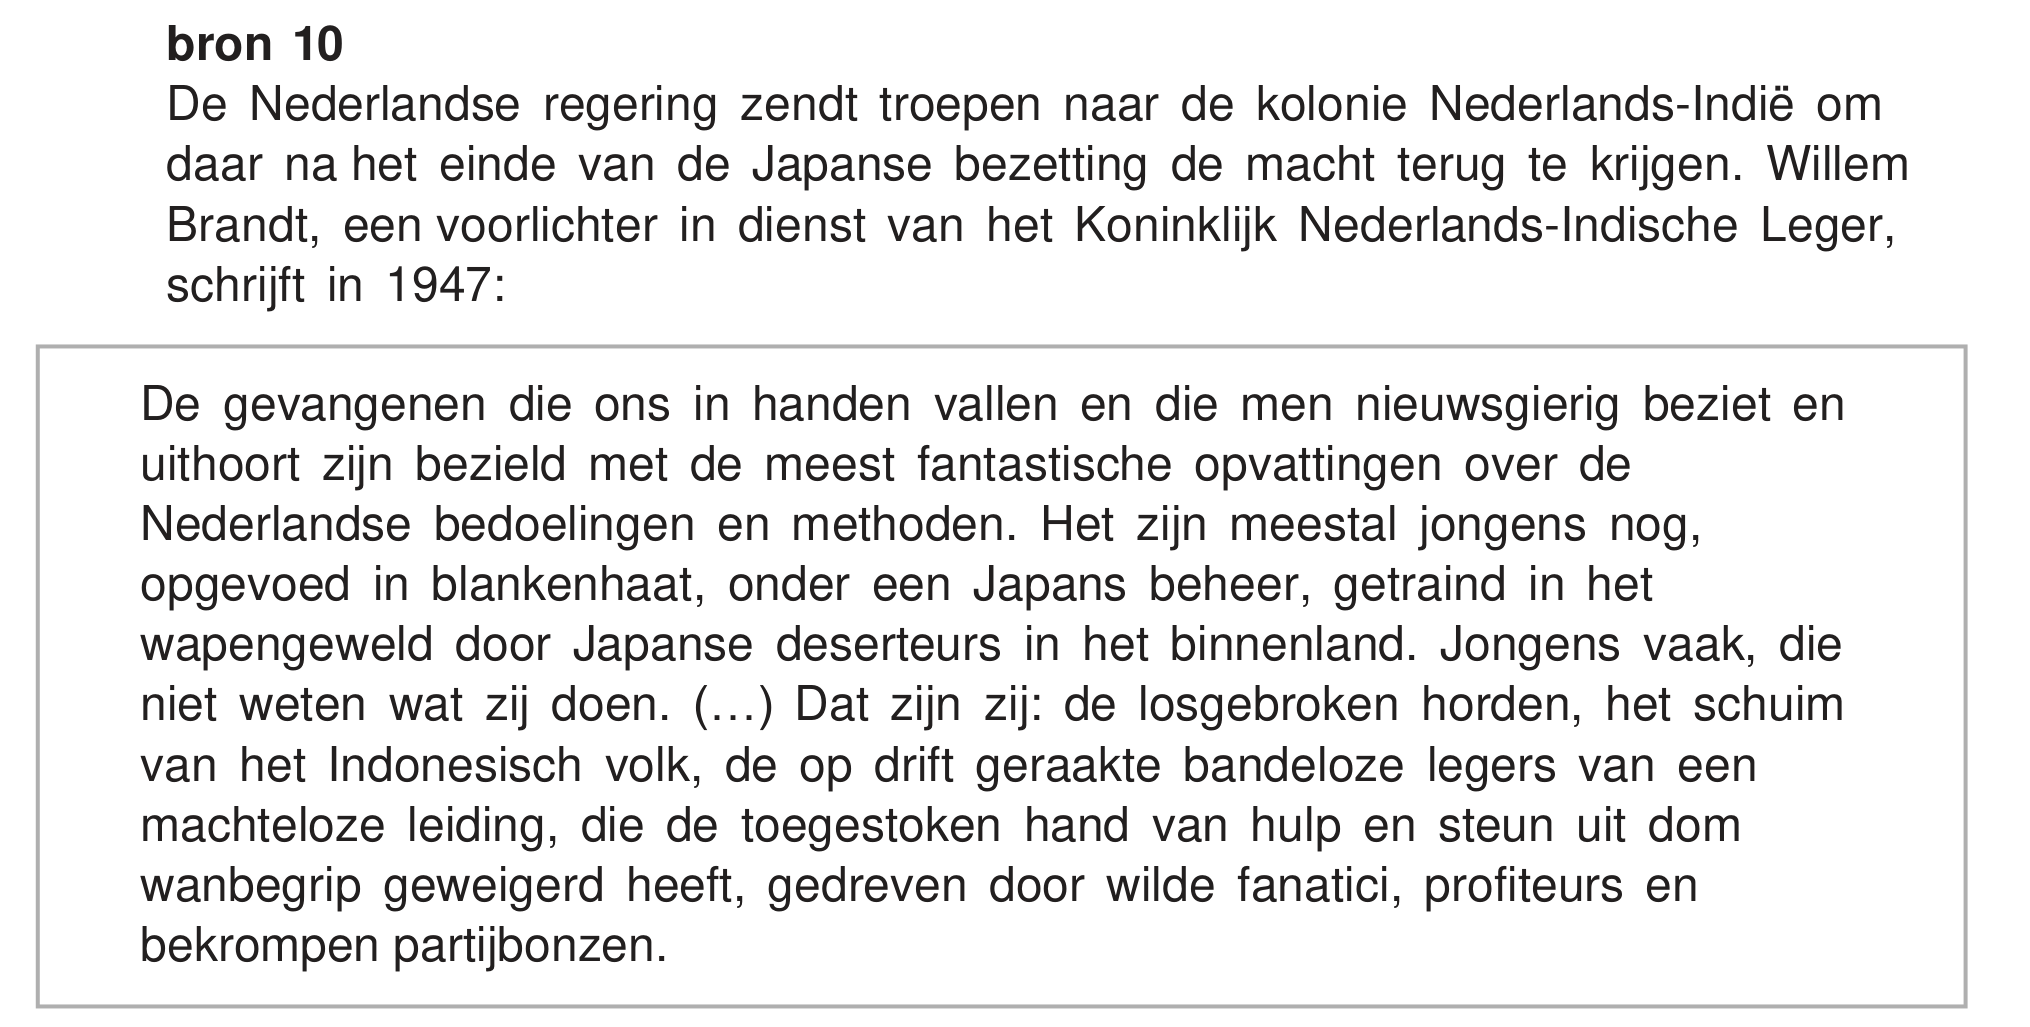 bron 10
De Nederlandse regering zendt troepen naar de kolonie Nederlands-Indië om
daar na het einde van de Japanse bezetting de macht terug te krijgen. Willem
Brandt, een voorlichter in dienst van het Koninklijk Nederlands-Indische Leger,
schrijft in 1947:
De gevangenen die ons in handen vallen en die men nieuwsgierig beziet en
uithoort zijn bezield met de meest fantastische opvattingen over de
Nederlandse bedoelingen en methoden. Het zijn meestal jongens nog,
opgevoed in blankenhaat, onder een Japans beheer, getraind in het
wapengeweld door Japanse deserteurs in het binnenland. Jongens vaak, die
niet weten wat zij doen. (…) Dat zijn zij: de losgebroken horden, het schuim
van het Indonesisch volk, de op drift geraakte bandeloze legers van een
machteloze leiding, die de toegestoken hand van hulp en steun uit dom
wanbegrip geweigerd heeft, gedreven door wilde fanatici, profiteurs en
bekrompen partijbonzen.